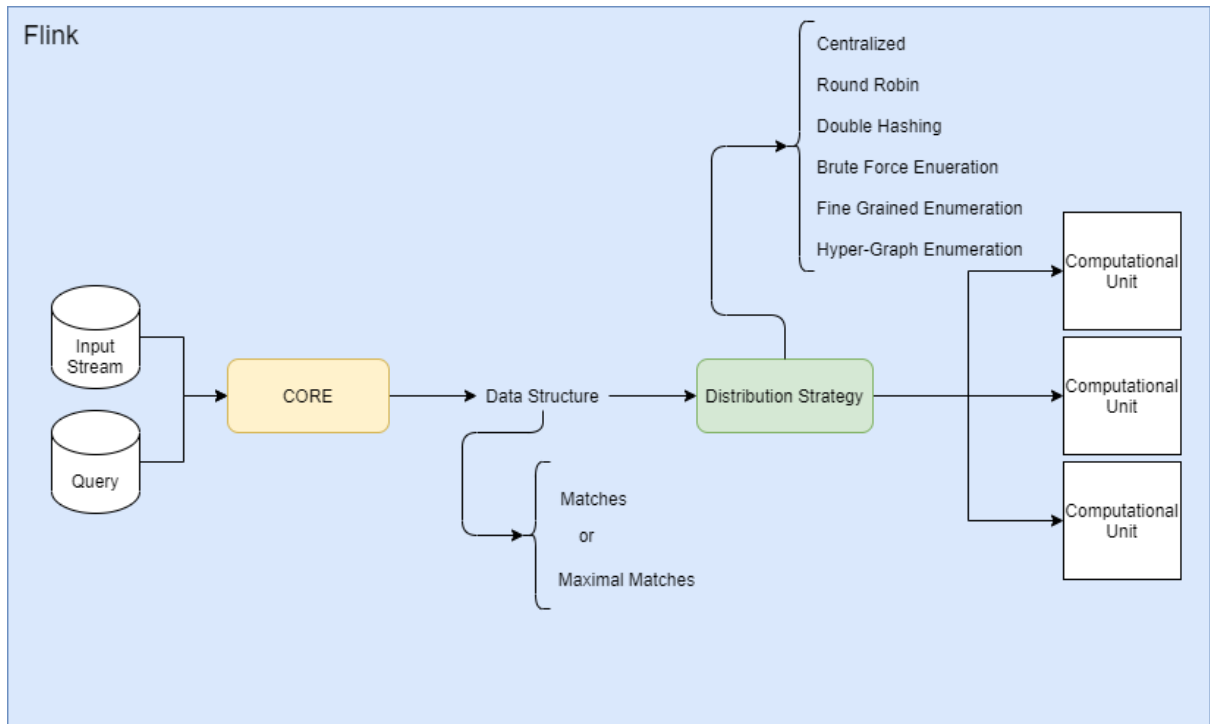 Flink
Centralized
Round Robin
Double Hashing
Brute Force Enueration
Fine Grained Enumeration
Hyper-Graph Enumeration
Input
Stream
Query
CORE
Data Structure
Matches
or
Maximal Matches
Distribution Strategy
Computational
Unit
Computational
Unit
Computational
Unit